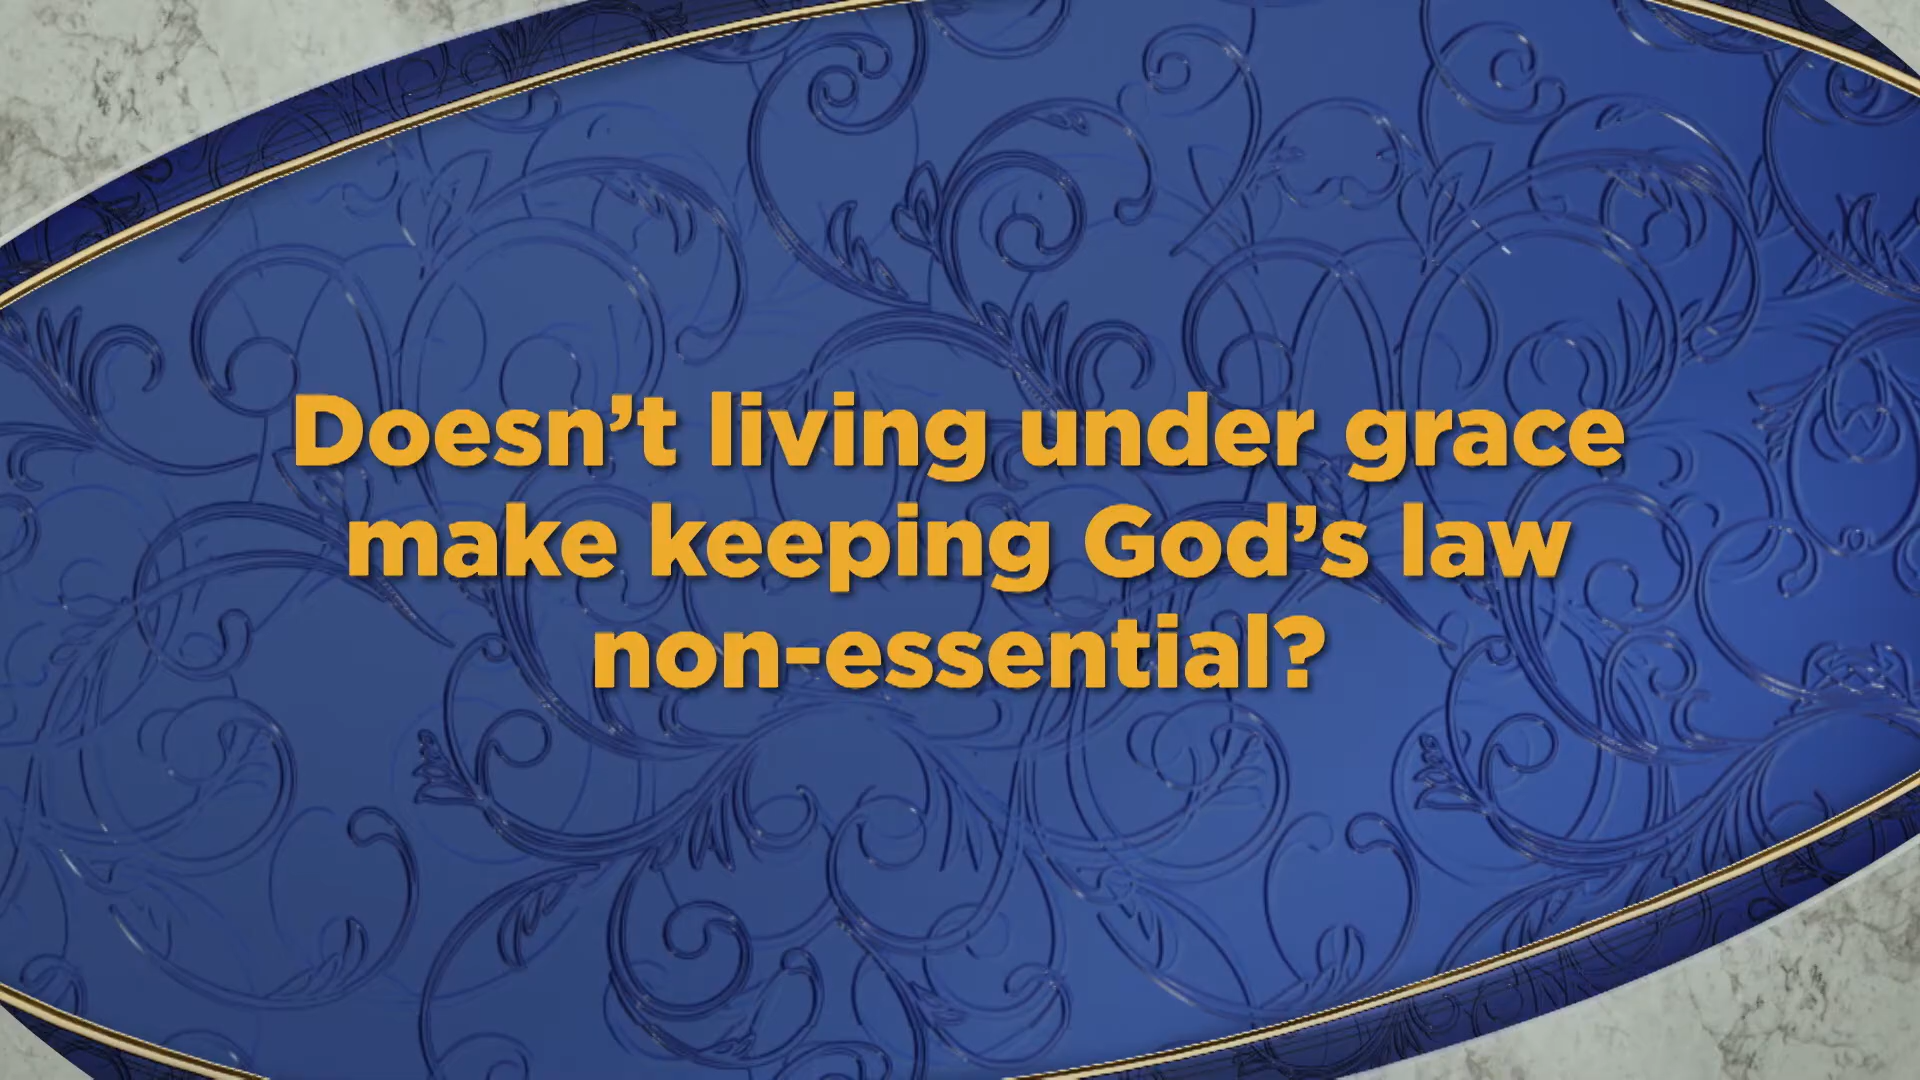 Doesn’t living under grace
make keeping God’s law
non-essential?